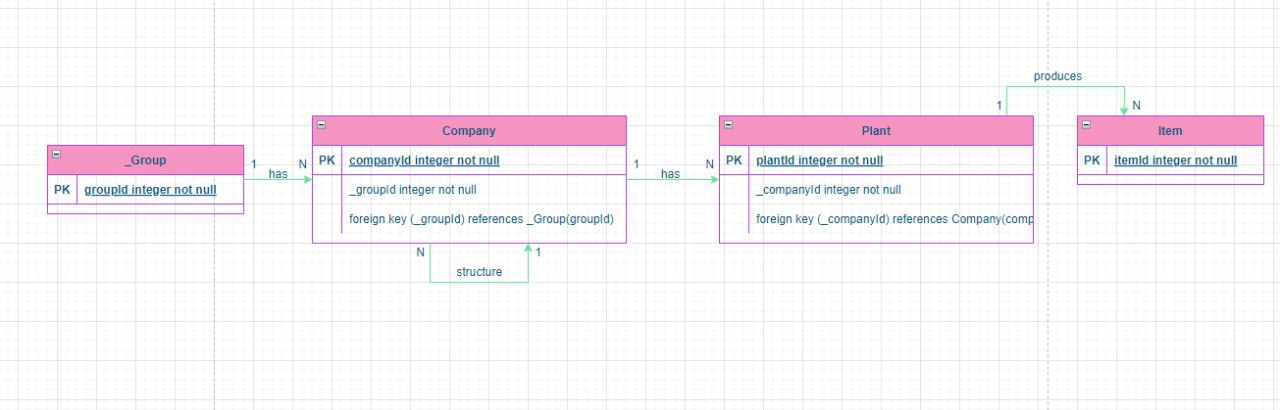 produces
1
N
Company
Plant
Item
_Group
PK companyId integer not null
PK plantId integer not null
PK itemId integer not null
PK groupId integer not null
1
has
N
_groupId integer not null
foreign key (_groupId) references _Group(groupId)
1
has
N
_companyId integer not null
foreign key (_companyId) references Company(comp
N
structure
1